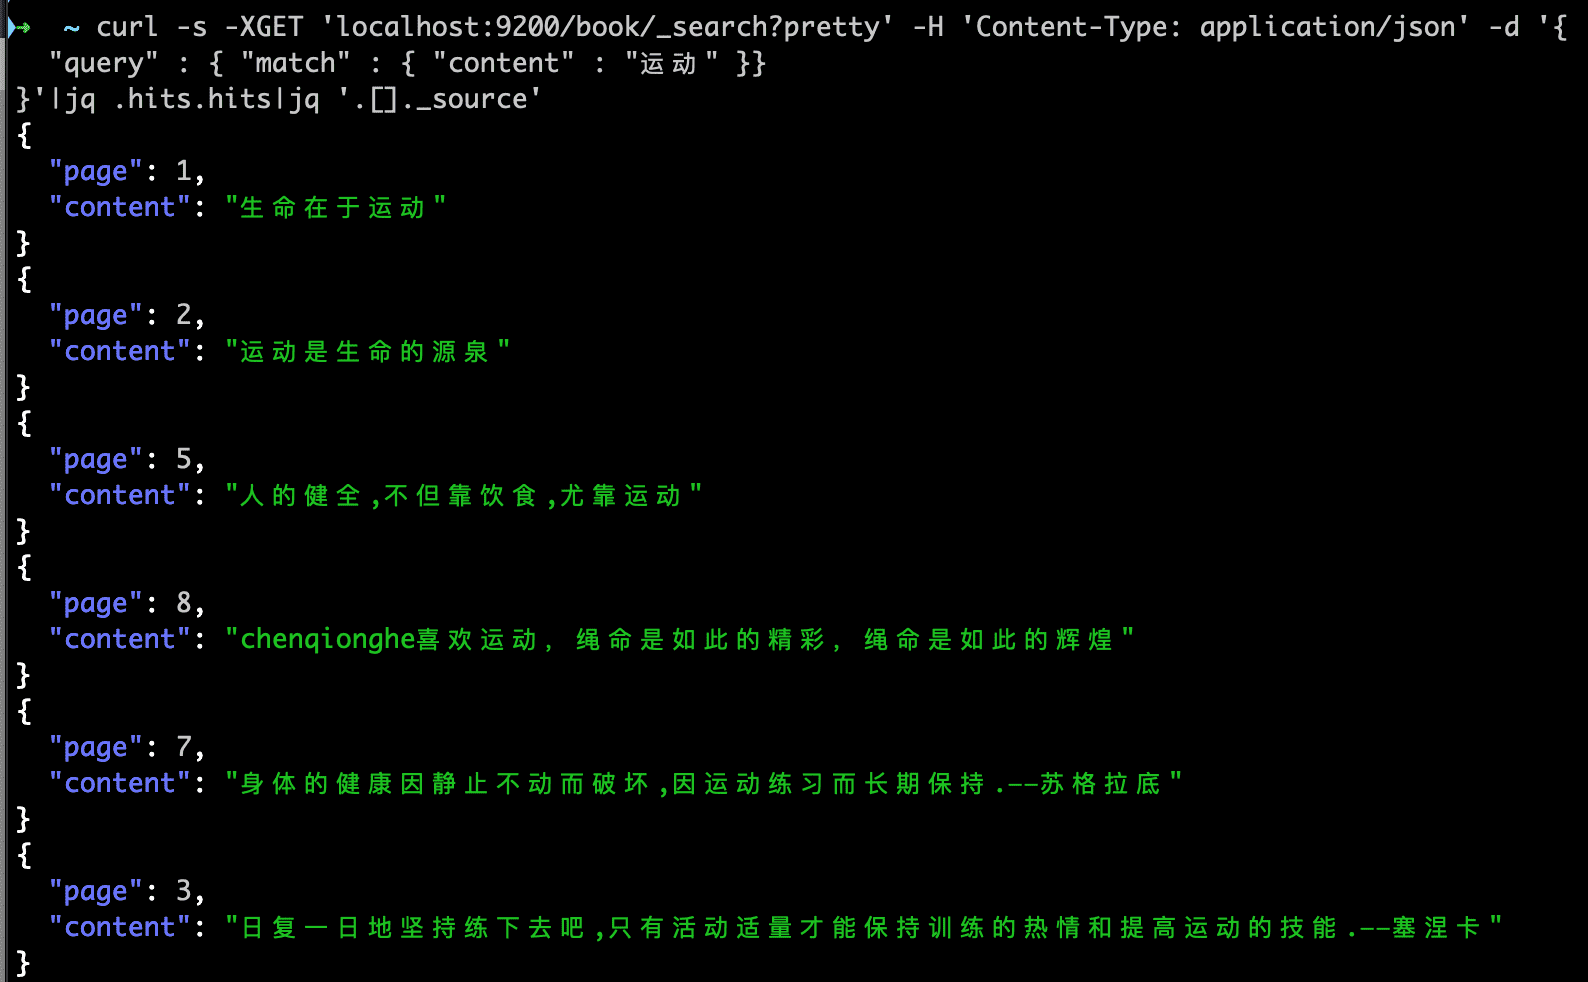 ➜  ~ curl -s -XGET 'localhost:9200/book/_search?pretty' -H 'Content-Type: application/json' -d '{
  "query" : { "match" : { "content" : "运动" }}
}'|jq .hits.hits|jq '.[]._source'
{
  "page": 1,
  "content": "生命在于运动"
}
{
  "page": 2,
  "content": "运动是生命的源泉"
}
{
  "page": 5,
  "content": "人的健全,不但靠饮食,尤靠运动"
}
{
  "page": 8,
  "content": "chenqionghe喜欢运动，绳命是如此的精彩，绳命是如此的辉煌"
}
{
  "page": 7,
  "content": "身体的健康因静止不动而破坏,因运动练习而长期保持.--苏格拉底"
}
{
  "page": 3,
  "content": "日复一日地坚持练下去吧,只有活动适量才能保持训练的热情和提高运动的技能.--塞涅卡"
}